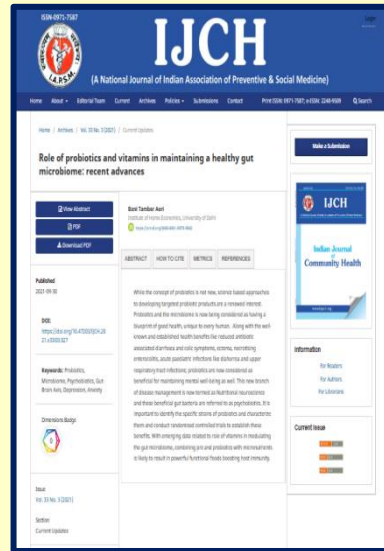 ISSN-0971-7587
Login
IJCH
(A National Journal of Indian Association of Preventive & Social Medicine)
Home About Editorial Team Current Archives Policies Submissions Contact Print ISSN: 0971-7587; e-ISSN: 2248-9509 Search
Home / Archives / Vol. 33 No. 3 (2021) / Current Updates
Role of probiotics and vitamins in maintaining a healthy gut
microbiome: recent advances
View Abstract
PDF
Download PDF
Published
2021-09-30
DOI:
Keywords: Probiotics,
Microbiome, Psychobiotics, Gut
Brain Axis, Depression, Anxiety
Dimensions Badge
Issue
Vol. 33 No. 3 (2021)
Section
Current Updates
Institute of Home Economics, University of Delhi
ABSTRACT HOW TO CITE METRICS REFERENCES
While the concept of probiotics is not new, science based approaches
to developing targeted probiotic products are a renewed interest.
Probiotics and the microbiome is now being considered as having a
blueprint of good health, unique to every human. Along with the well
known and established health benefits like reduced antibiotic
associated diarrhoea and colic symptoms, eczema, necrotising
enterocolitis, acute paediatric infections like diarrhoea and upper
respiratory tract infections; probiotics are now considered as
beneficial for maintaining mental well-being as well. This new branch
of disease management is now termed as Nutritional neuroscience
and these beneficial gut bacteria are referred to as psychobiotics. It is
important to identify the specific strains of probiotics and characterize
them and conduct randomised controlled trials to establish these
benefits. With emerging data related to role of vitamins in modulating
the gut microbiome, combining pro and prebiotics with micronutrients
is likely to result in powerful functional foods boosting host immunity.
Make a Submission
IJCH
Indian Journal
of
Community Health
Information
For Readers
For Authors
For Librarians
Current Issue